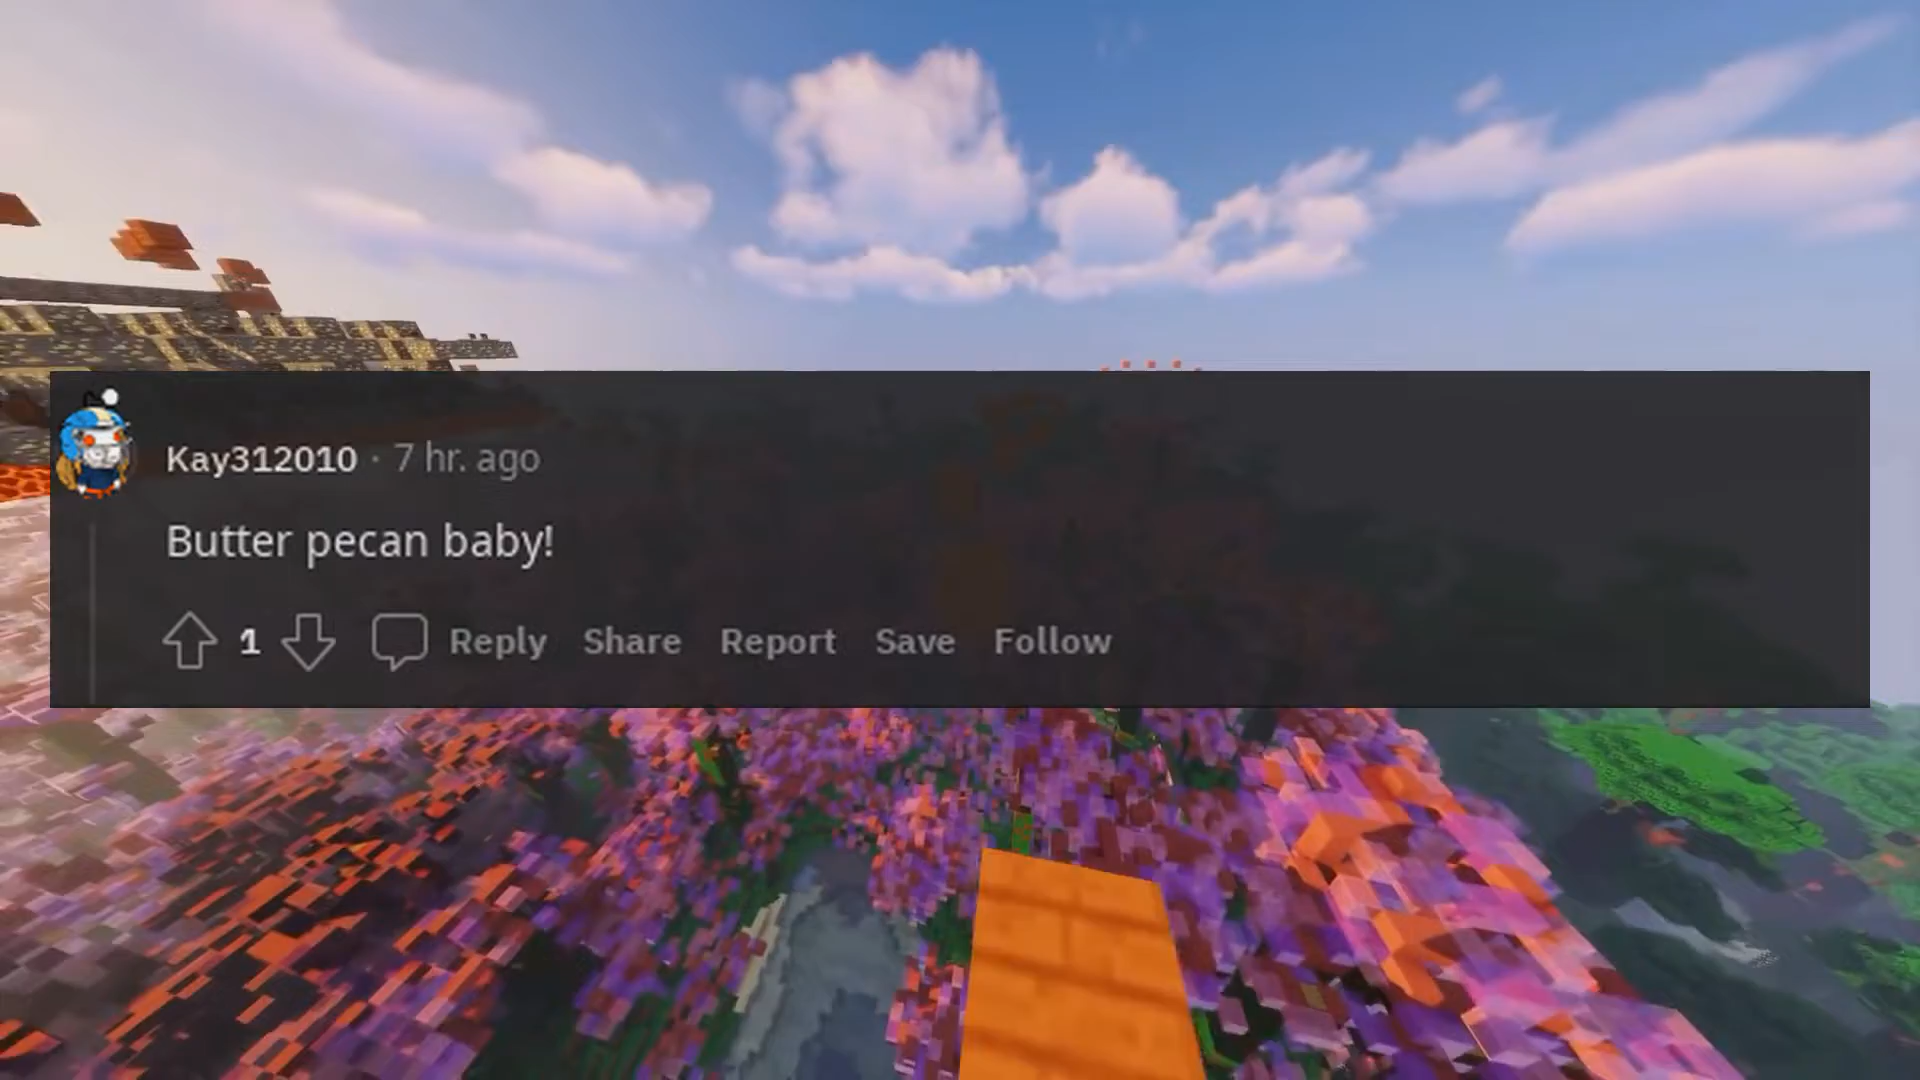 Kay312010 · 7 hr. ago
Butter pecan baby!
1 Reply Share Report Save Follow